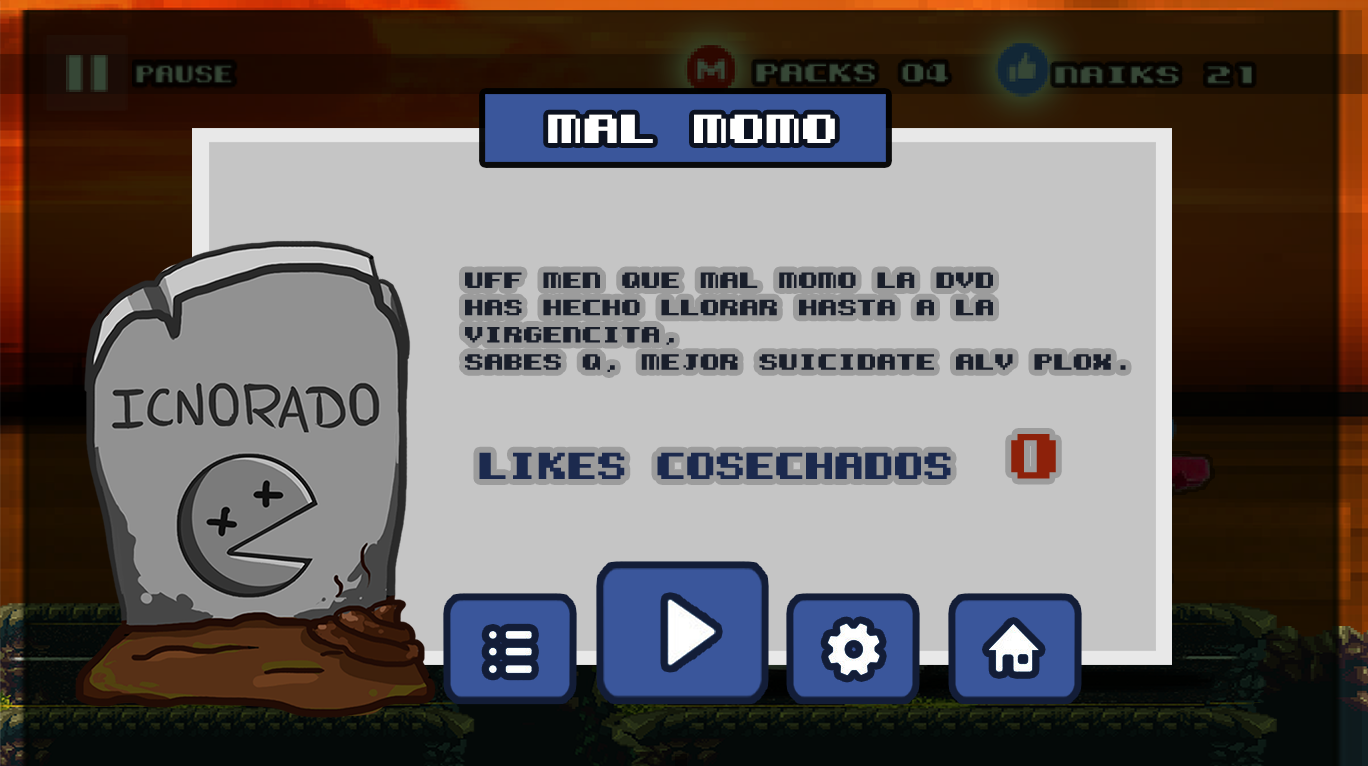 PAUSE
M PACKS 04
NAIKS 21
MAL MOMO
UFF MEN QUE MAL MOMO LA DVD
HAS HECHO LLORAR HASTA A LA
VIRGENCITA,
SABES Q, MEJOR SUICIDATE ALV PLOX.
ICNORADO
LIKES COSECHADOS 0